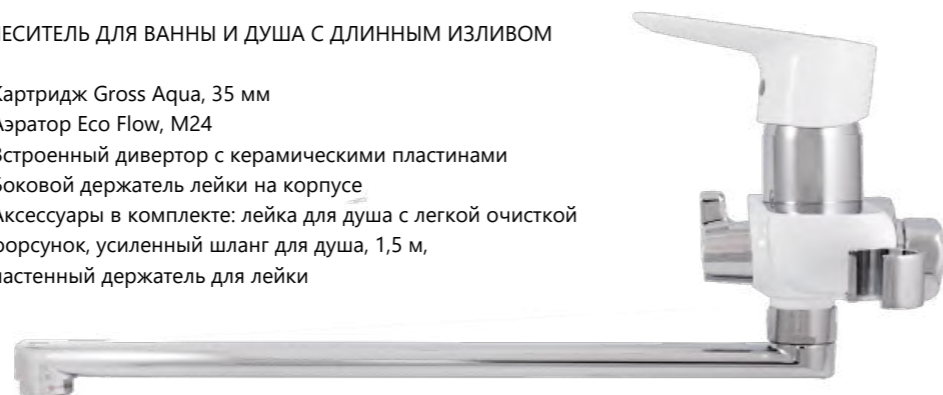 ЕСИТЕЛЬ ДЛЯ ВАННЫ И ДУША С ДЛИННЫМ ИЗЛИВОМ
Картридж Gross Aqua, 35 мм
Аэратор Eco Flow, М24
Встроенный дивертор с керамическими пластинами
Боковой держатель лейки на корпусе
Аксессуары в комплекте: лейка для душа с легкой очисткой
форсунок, усиленный шланг для душа, 1,5 м,
настенный держатель для лейки